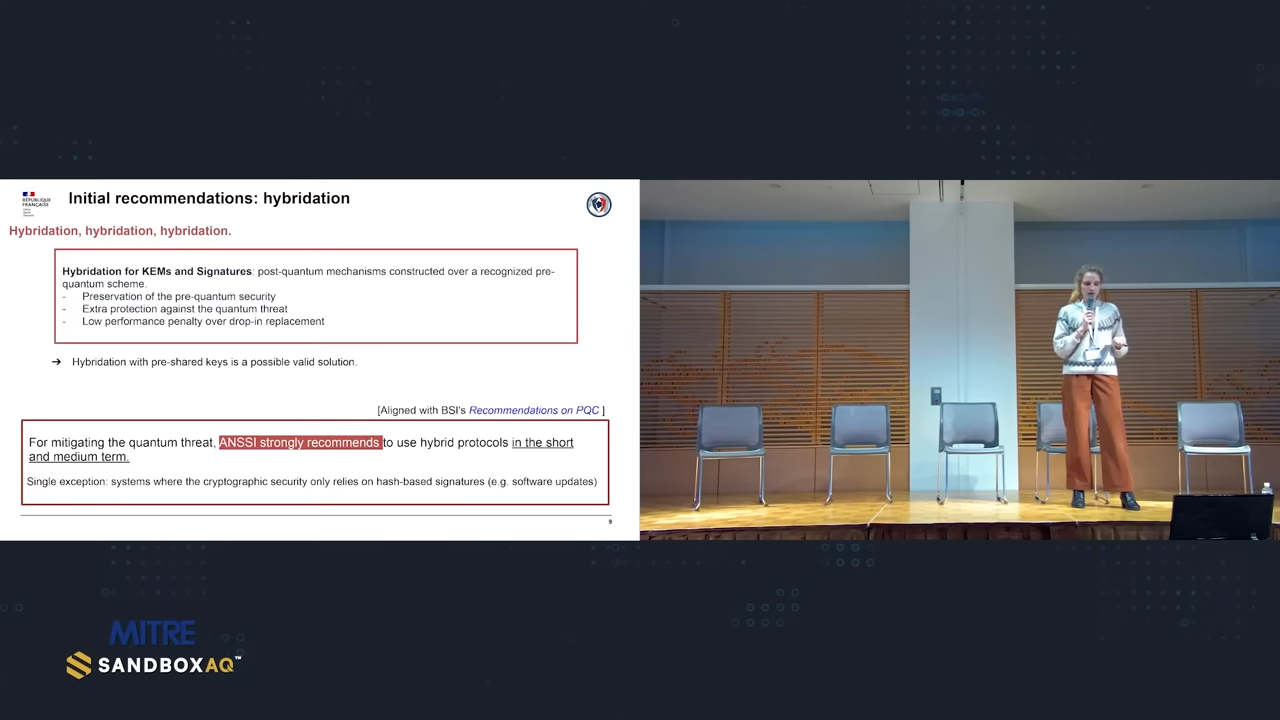 RÉPUBLIQUE
FRANÇAISE
Initial recommendations: hybridation
Hybridation, hybridation, hybridation.
Hybridation for KEMs and Signatures: post-quantum mechanisms constructed over a recognized pre-
quantum scheme.
- Preservation of the pre-quantum security
- Extra protection against the quantum threat
- Low performance penalty over drop-in replacement
➔ Hybridation with pre-shared keys is a possible valid solution.
[Aligned with BSI's Recommendations on PQC ]
For mitigating the quantum threat, ANSSI strongly recommends to use hybrid protocols in the short
and medium term.
Single exception: systems where the cryptographic security only relies on hash-based signatures (e.g. software updates)
9
MITRE
SANDBOXAQ™